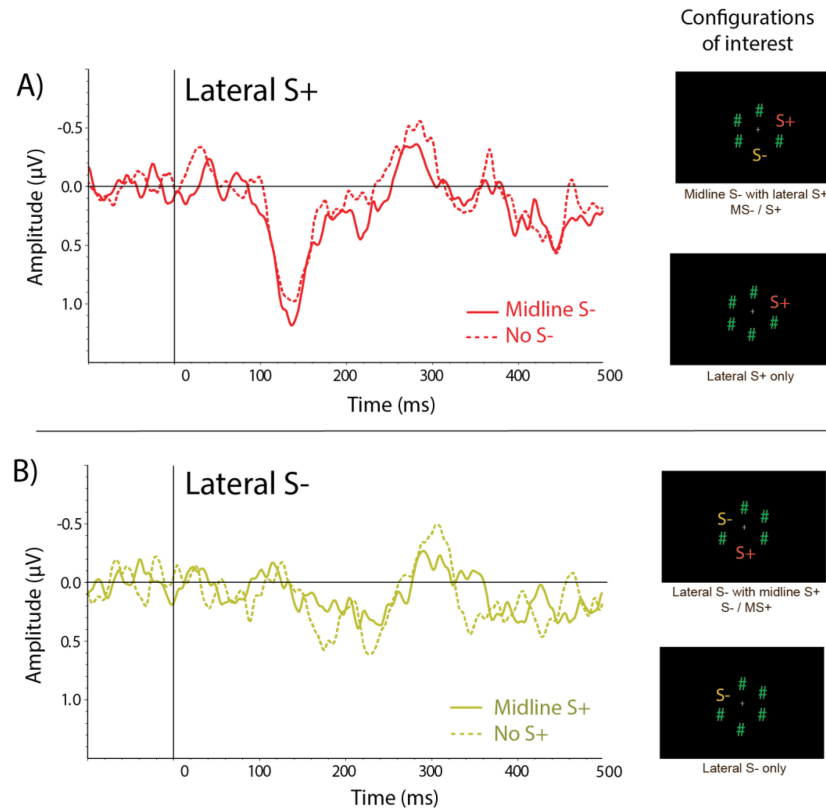 Configurations
of interest
A)
Lateral S+
-0.5
0.0
0.5
1.0
Amplitude (µV)
Midline S-
No S-
0 100 200 300 400 500
Time (ms)
#
# S+
+
# #
S-
Midline S- with lateral S+
MS- / S+
#
# S+
+
# #
#
Lateral S+ only
B)
Lateral S-
-0.5
0.0
0.5
1.0
Amplitude (µV)
Midline S+
No S+
0 100 200 300 400 500
Time (ms)
#
S- #
+
# #
S+
Lateral S- with midline S+
S- / MS+
#
S- #
+
# #
#
Lateral S- only